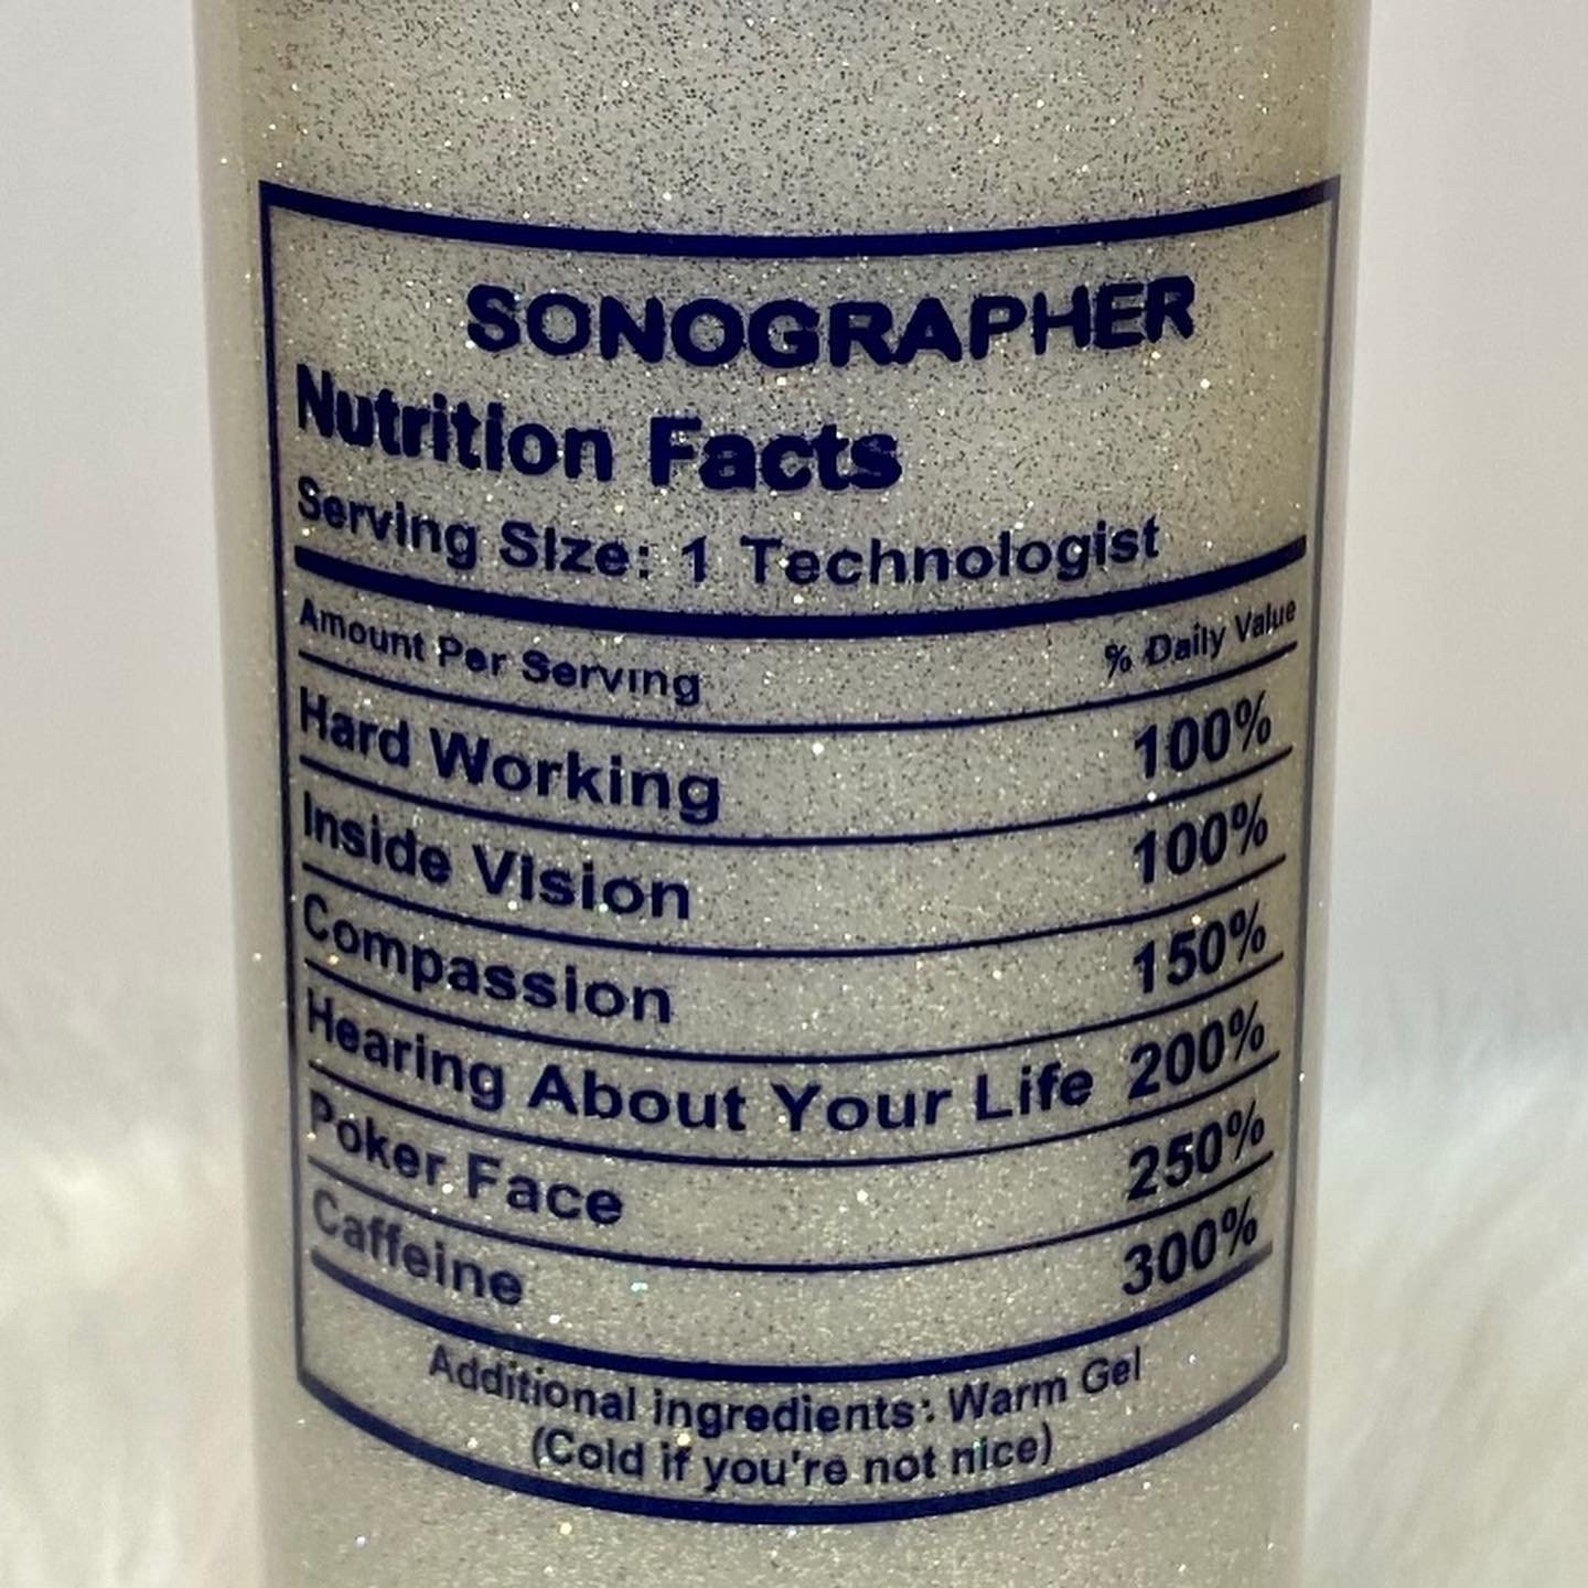 SONOGRAPHER
Nutrition Facts
Serving Size: 1 Technologist
Amount Per Serving % Daily Value
Hard Working 100%
Inside Vision 100%
Compassion 150%
Hearing About Your Life 200%
Poker Face 250%
Caffeine 300%
Additional ingredients: Warm Gel
(Cold if you're not nice)